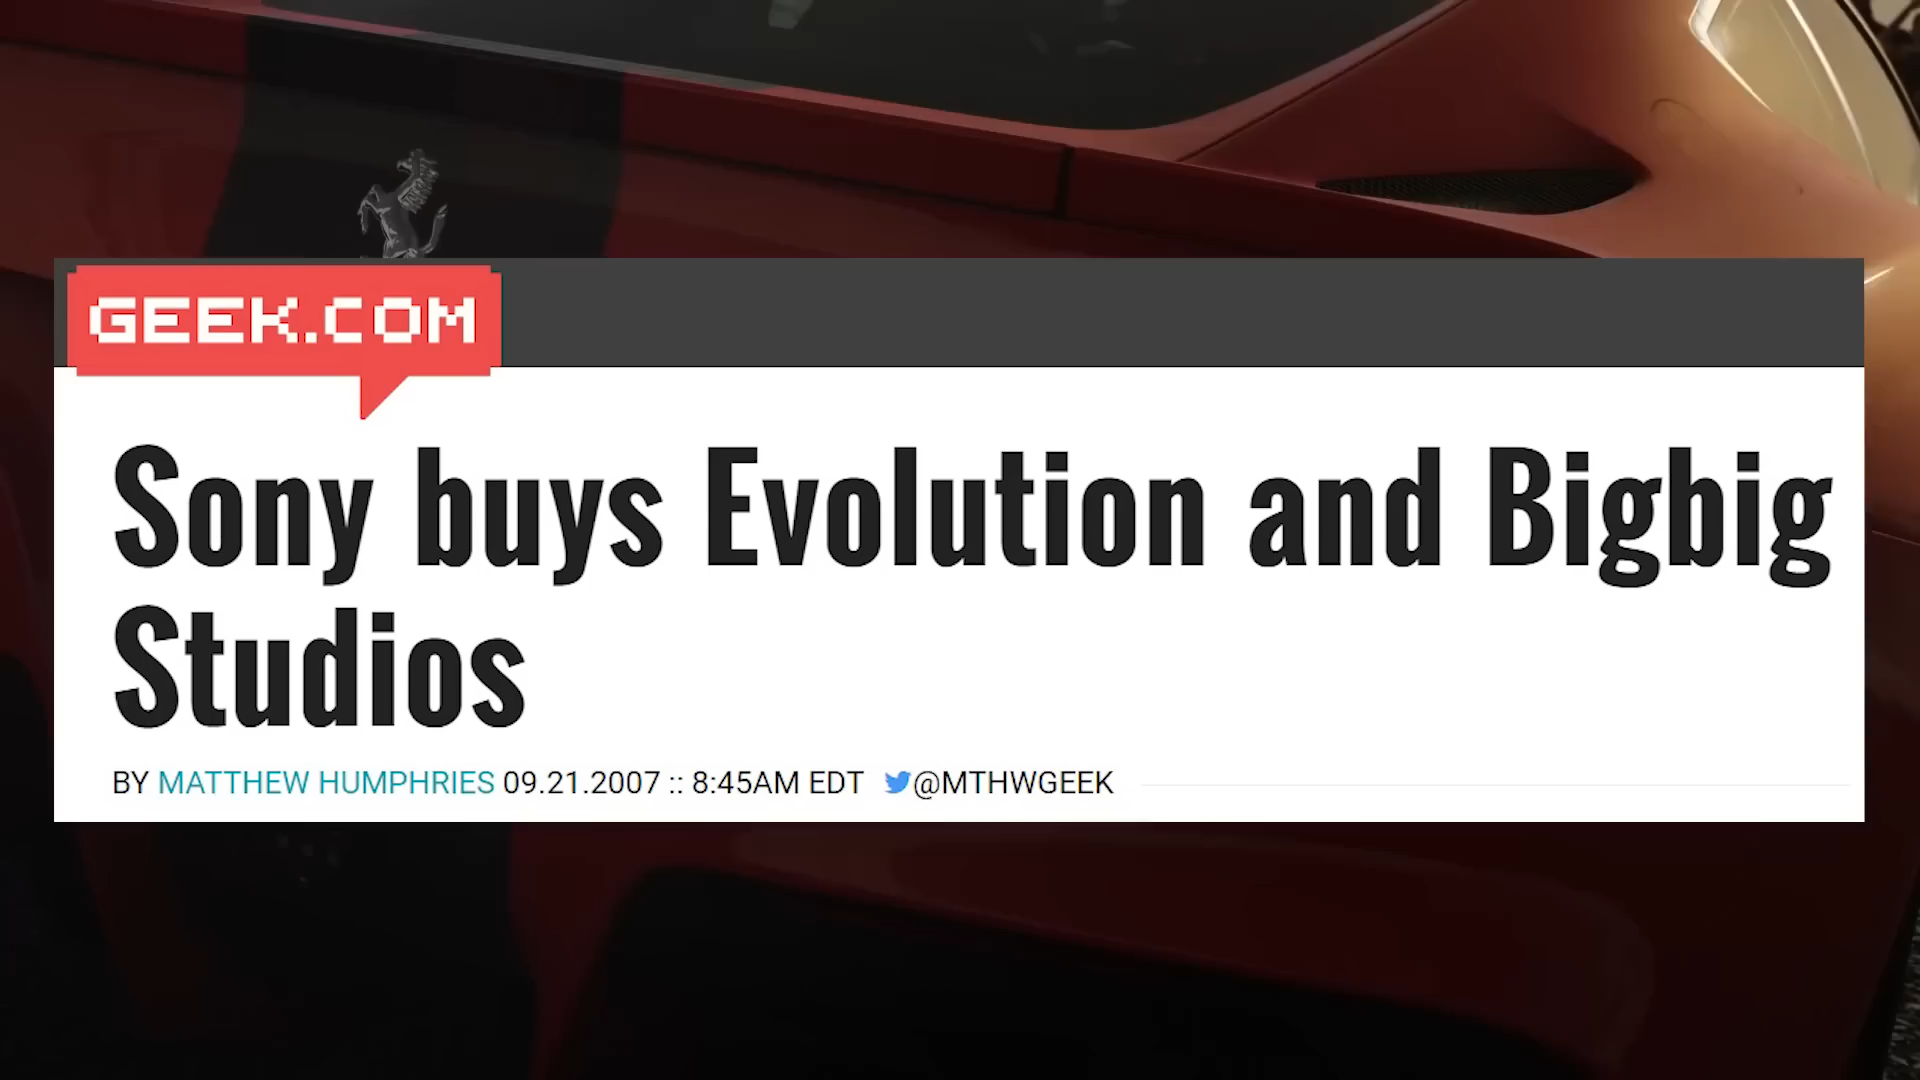 GEEK.COM
Sony buys Evolution and Bigbig
Studios
BY MATTHEW HUMPHRIES 09.21.2007 :: 8:45AM EDT @MTHWGEEK